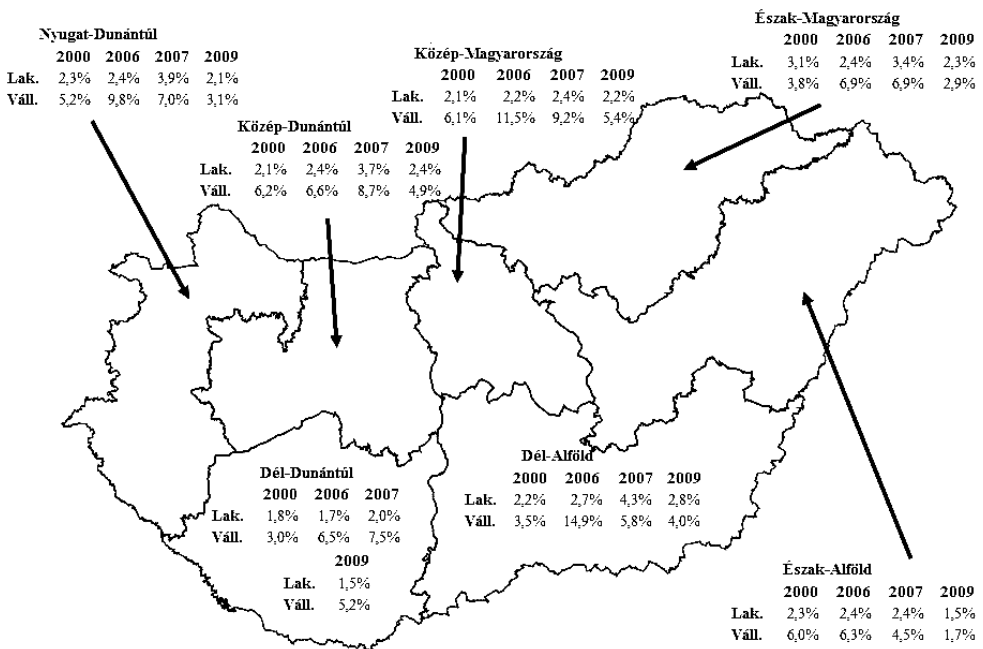 Nyugat-Dunántúl
2000 2006 2007 2009
Lak. 2,3% 2,4% 3,9% 2,1%
Váll. 5,2% 9,8% 7,0% 3,1%
Közép-Dunántúl
2000 2006 2007 2009
Lak. 2,1% 2,4% 3,7% 2,4%
Váll. 6,2% 6,6% 8,7% 4,9%
Közép-Magyarország
2000 2006 2007 2009
Lak. 2,1% 2,2% 2,4% 2,2%
Váll. 6,1% 11,5% 9,2% 5,4%
Észak-Magyarország
2000 2006 2007 2009
Lak. 3,1% 2,4% 3,4% 2,3%
Váll. 3,8% 6,9% 6,9% 2,9%
Dél-Dunántúl
2000 2006 2007
Lak. 1,8% 1,7% 2,0%
Váll. 3,0% 6,5% 7,5%
2009
Lak. 1,5%
Váll. 5,2%
Dél-Alföld
2000 2006 2007 2009
Lak. 2,2% 2,7% 4,3% 2,8%
Váll. 3,5% 14,9% 5,8% 4,0%
Észak-Alföld
2000 2006 2007 2009
Lak. 2,3% 2,4% 2,4% 1,5%
Váll. 6,0% 6,3% 4,5% 1,7%